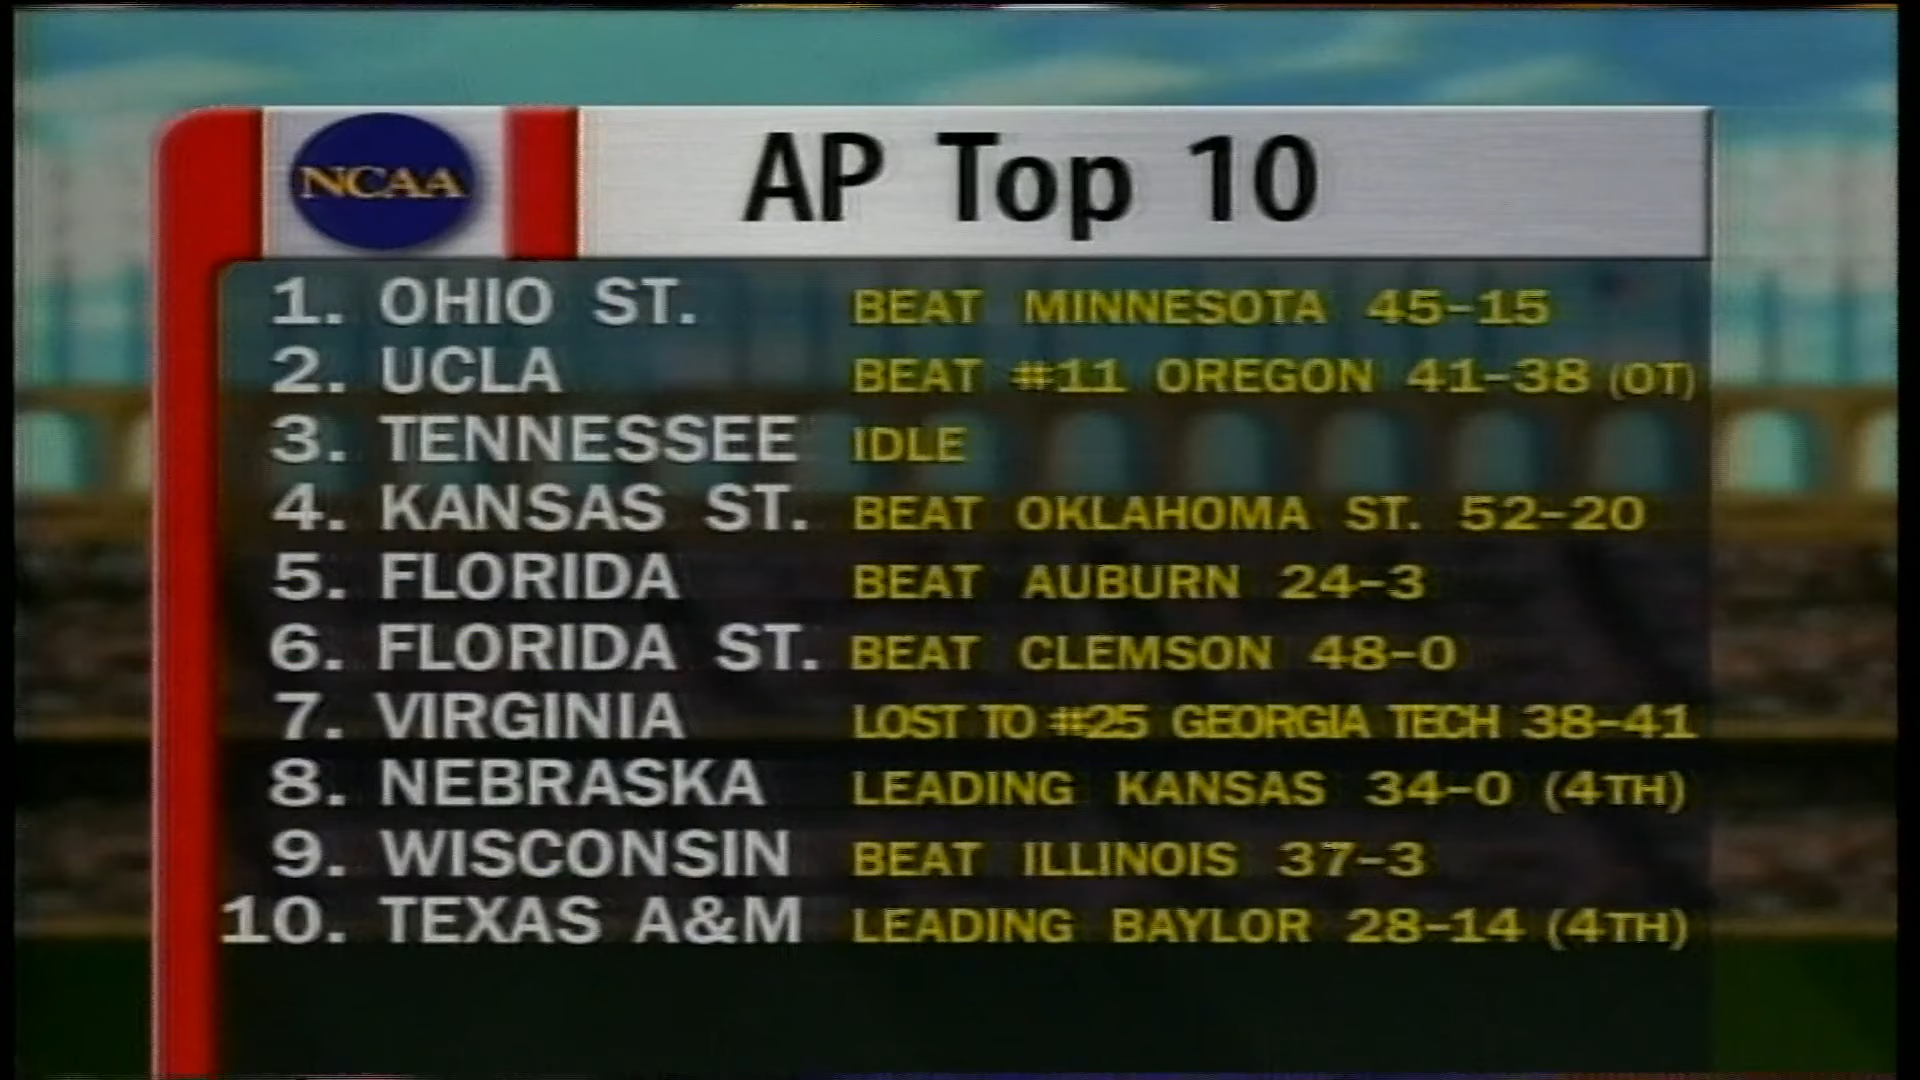 NCAA
AP Top 10
1. OHIO ST. BEAT MINNESOTA 45-15
2. UCLA BEAT #11 OREGON 41-38 (OT)
3. TENNESSEE IDLE
4. KANSAS ST. BEAT OKLAHOMA ST. 52-20
5. FLORIDA BEAT AUBURN 24-3
6. FLORIDA ST. BEAT CLEMSON 48-0
7. VIRGINIA LOST TO #25 GEORGIA TECH 38-41
8. NEBRASKA LEADING KANSAS 34-0 (4TH)
9. WISCONSIN BEAT ILLINOIS 37-3
10. TEXAS A&M LEADING BAYLOR 28-14 (4TH)